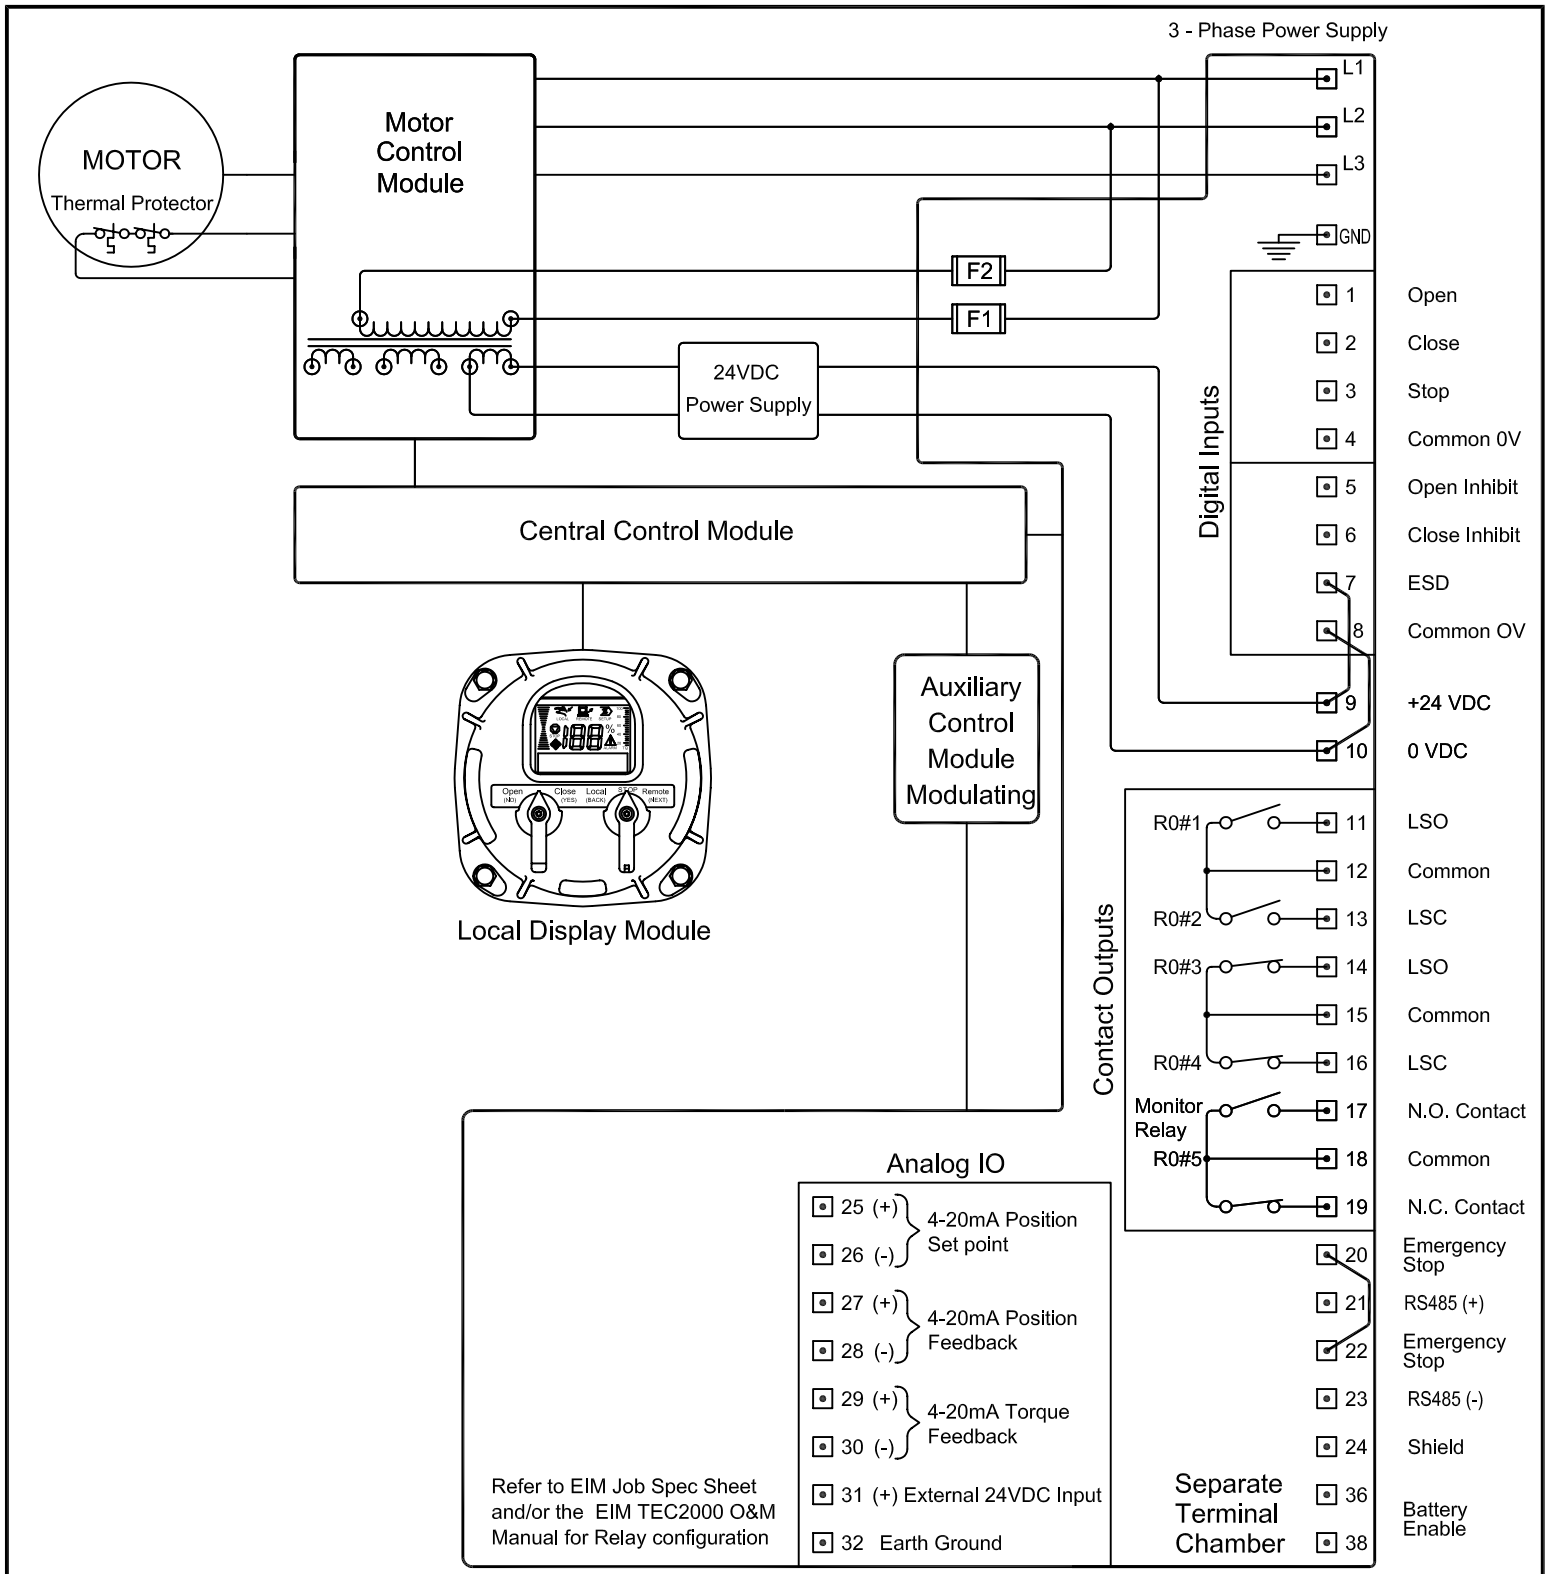 3 - Phase Power Supply
L1
L2
L3
GND
MOTOR
Thermal Protector
Motor
Control
Module
F2
F1
24VDC
Power Supply
Central Control Module
LOCAL REMOTE SETUP
188%
Open
(NO)
Close
(YES)
Local
(BACK)
STOP
Remote
(NEXT)
Local Display Module
Auxiliary
Control
Module
Modulating
Digital Inputs
1 Open
2 Close
3 Stop
4 Common 0V
5 Open Inhibit
6 Close Inhibit
7 ESD
8 Common OV
9 +24 VDC
10 0 VDC
Contact Outputs
R0#1 11 LSO
12 Common
R0#2 13 LSC
R0#3 14 LSO
15 Common
R0#4 16 LSC
Monitor
Relay
17 N.O. Contact
R0#5 18 Common
19 N.C. Contact
20 Emergency
Stop
21 RS485 (+)
22 Emergency
Stop
23 RS485 (-)
24 Shield
Separate
Terminal
Chamber
36
38
Battery
Enable
Analog IO
25 (+)
26 (-)
4-20mA Position
Set point
27 (+)
28 (-)
4-20mA Position
Feedback
29 (+)
30 (-)
4-20mA Torque
Feedback
31 (+) External 24VDC Input
32 Earth Ground
Refer to EIM Job Spec Sheet
and/or the EIM TEC2000 O&M
Manual for Relay configuration